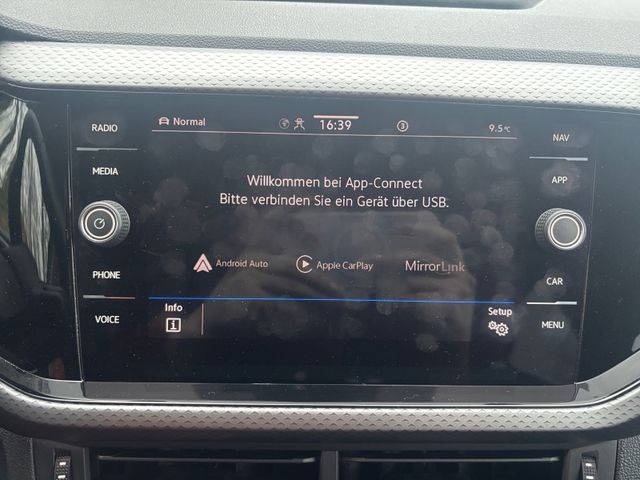 RADIO
MEDIA
PHONE
VOICE
Normal
16:39
3
9.5°C
Willkommen bei App-Connect
Bitte verbinden Sie ein Gerät über USB.
Android Auto
Apple CarPlay
MirrorLink
Info
Setup
NAV
APP
CAR
MENU